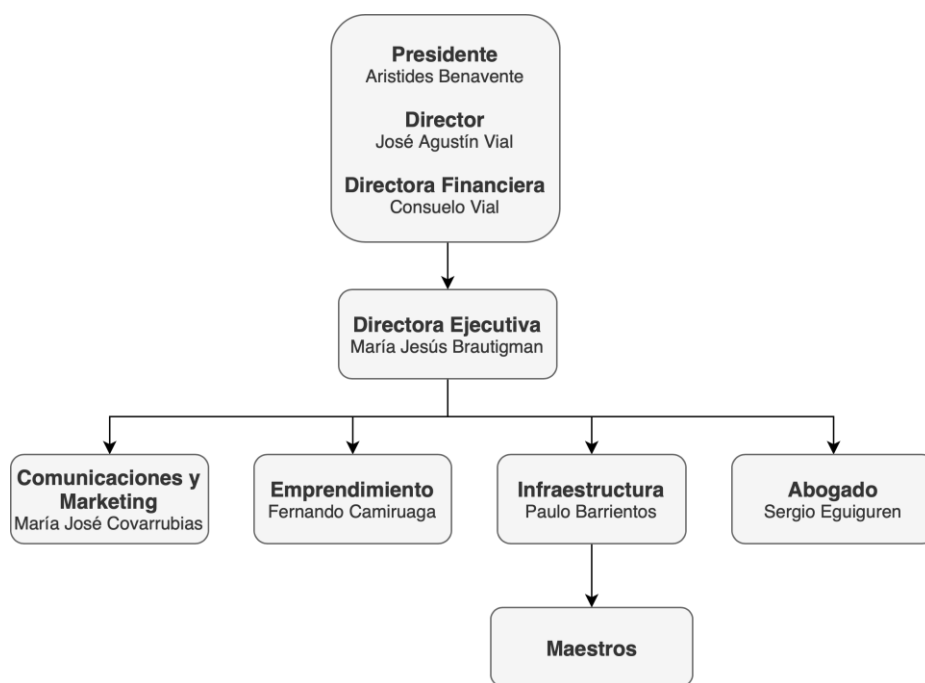 Presidente
Aristides Benavente
Director
José Agustín Vial
Directora Financiera
Consuelo Vial
Directora Ejecutiva
María Jesús Brautigman
Comunicaciones y
Marketing
María José Covarrubias
Emprendimiento
Fernando Camiruaga
Infraestructura
Paulo Barrientos
Abogado
Sergio Eguiguren
Maestros